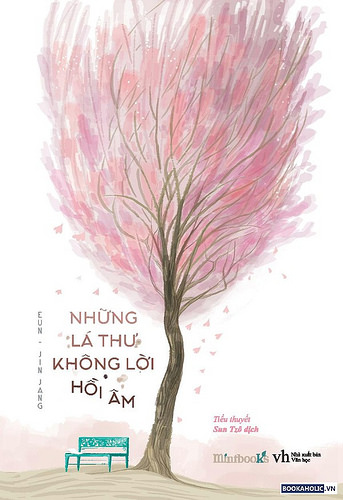 EUN - JIN JANG
NHỮNG
LÁ THƯ
KHÔNG LỜI
HỒI ÂM
Tiểu thuyết
Sun Tzô dịch
Minibooks
vh Nhà xuất bản
Văn học
BOOKAHOLIC.VN